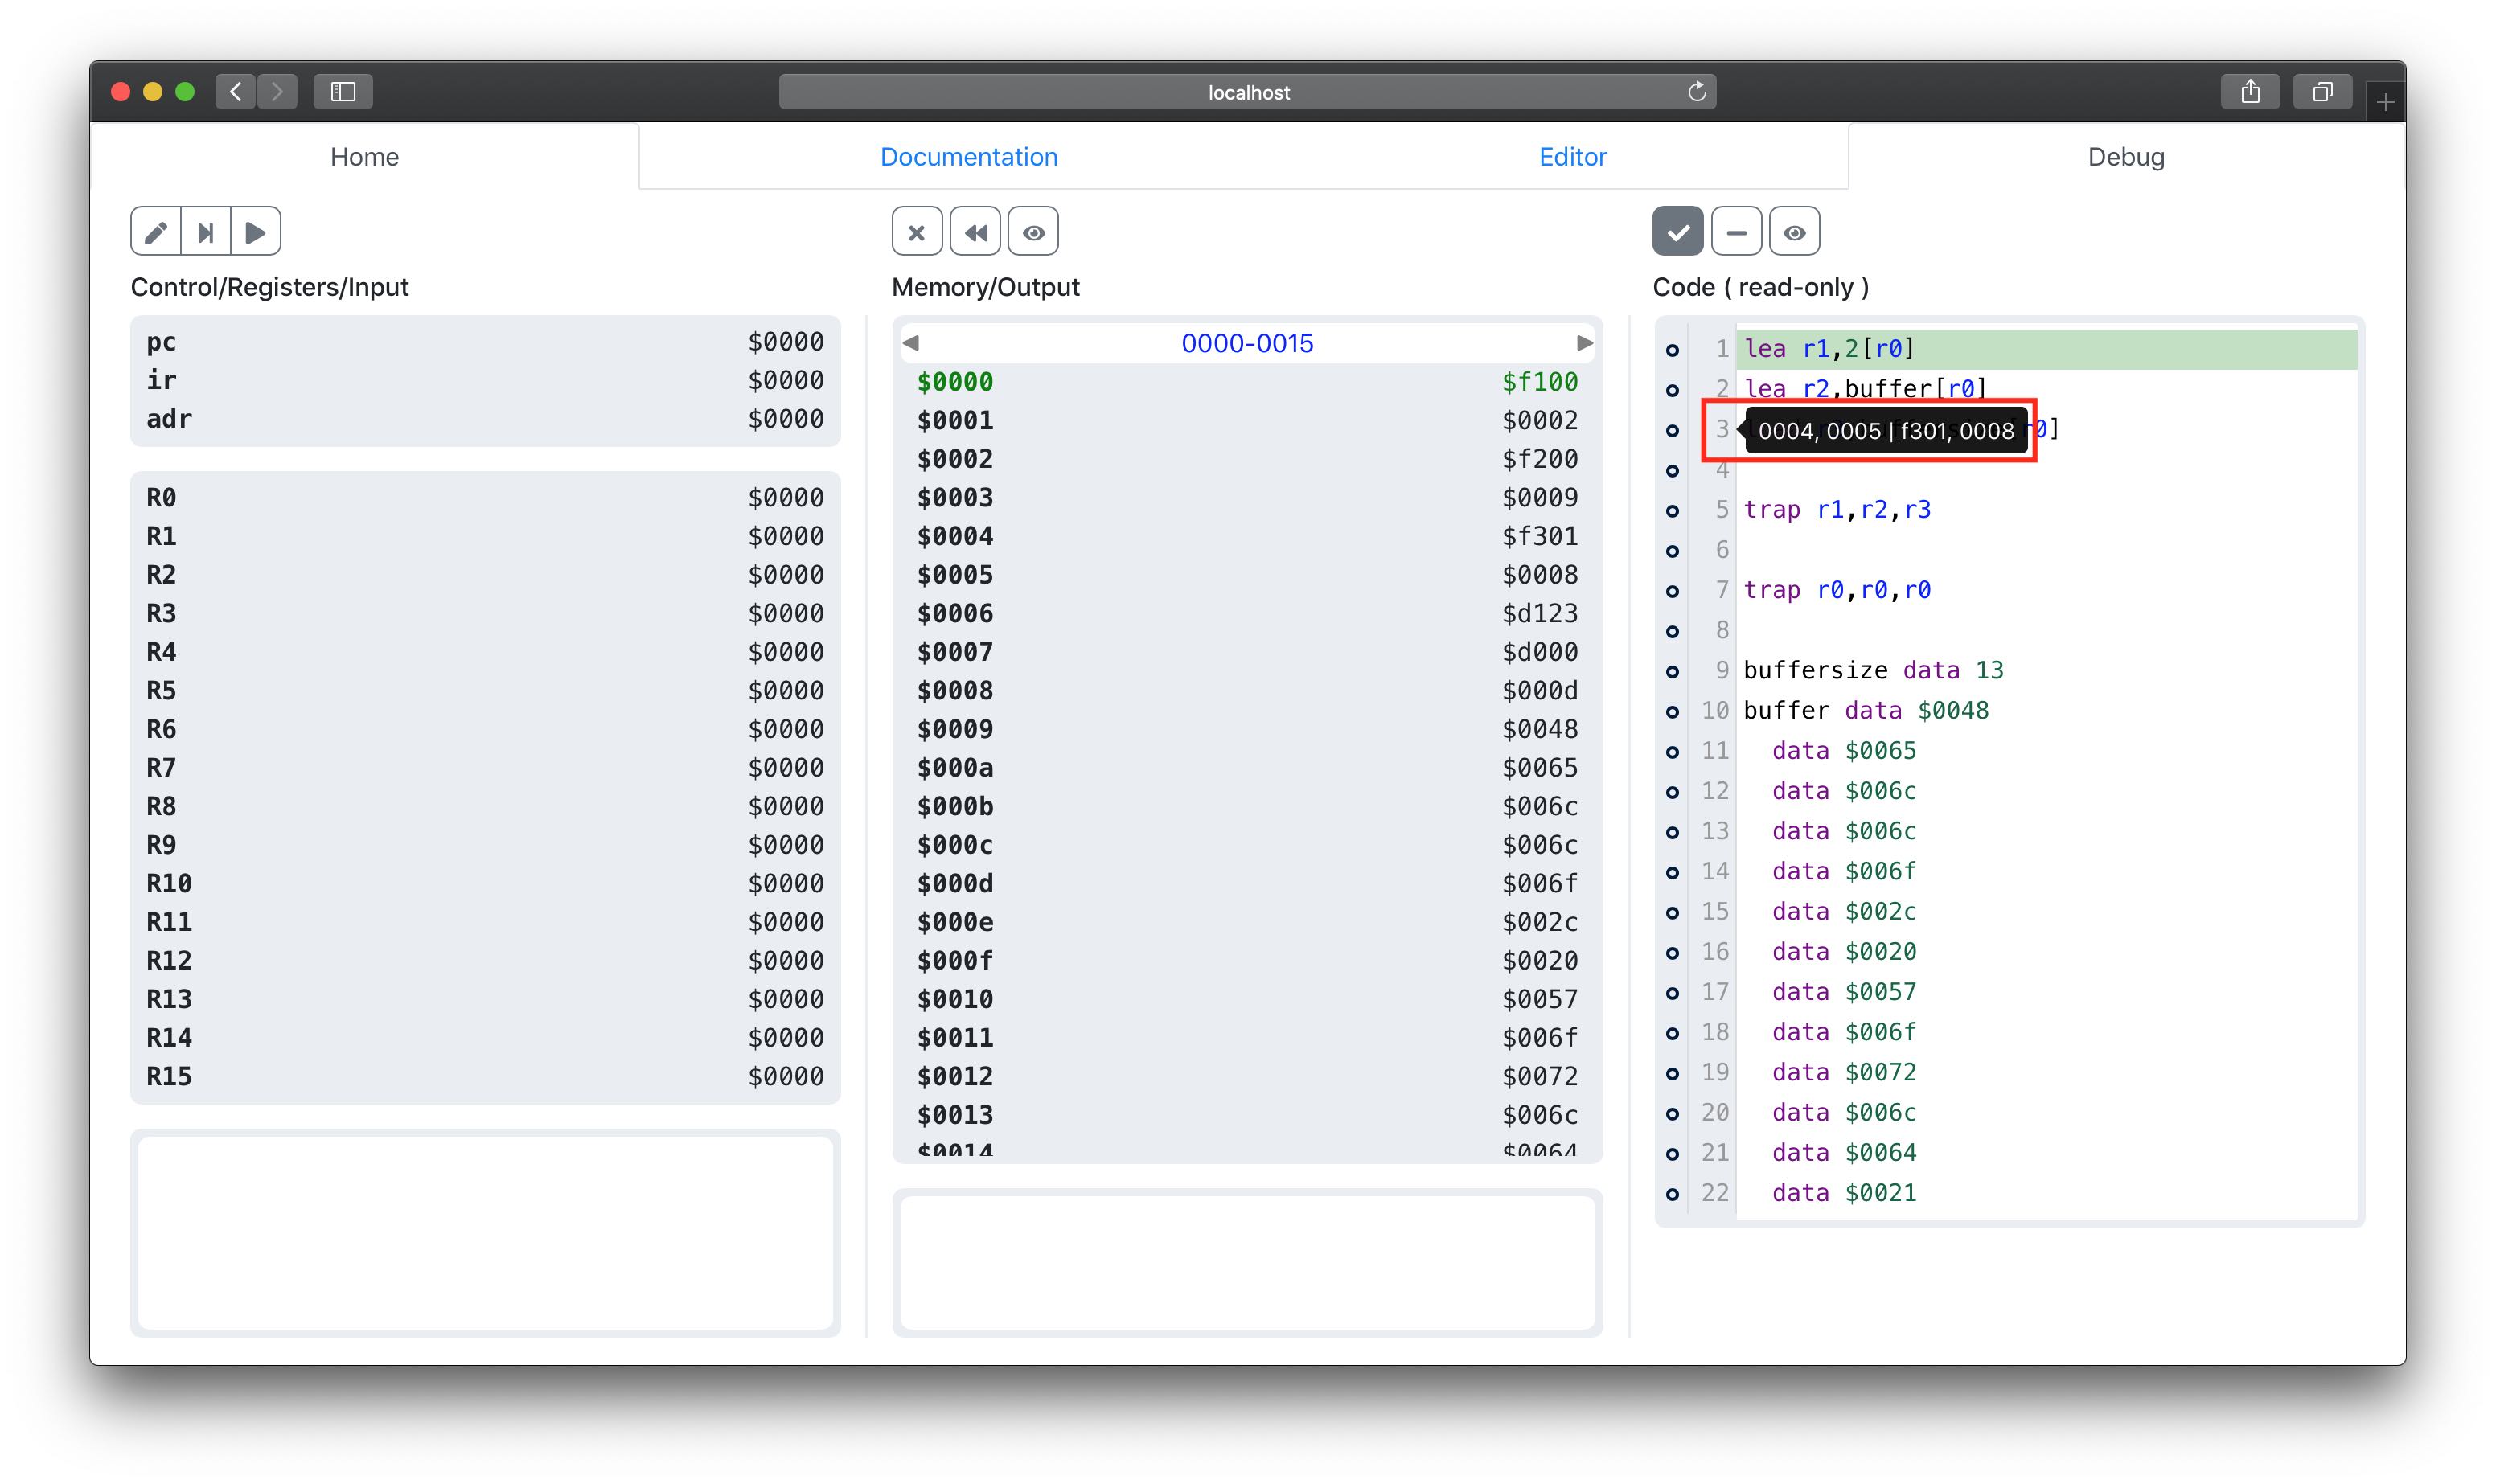 localhost
Home
Documentation
Editor
Debug
Control/Registers/Input
pc $0000
ir $0000
adr $0000
R0 $0000
R1 $0000
R2 $0000
R3 $0000
R4 $0000
R5 $0000
R6 $0000
R7 $0000
R8 $0000
R9 $0000
R10 $0000
R11 $0000
R12 $0000
R13 $0000
R14 $0000
R15 $0000
Memory/Output
0000-0015
$0000 $f100
$0001 $0002
$0002 $f200
$0003 $0009
$0004 $f301
$0005 $0008
$0006 $d123
$0007 $d000
$0008 $000d
$0009 $0048
$000a $0065
$000b $006c
$000c $006c
$000d $006f
$000e $002c
$000f $0020
$0010 $0057
$0011 $006f
$0012 $0072
$0013 $006c
$0014 $0064
Code ( read-only )
1 lea r1,2[r0]
2 lea r2,buffer[r0]
3 0004, 0005 | f301, 0008 r0]
4
5 trap r1,r2,r3
6
7 trap r0,r0,r0
8
9 buffersize data 13
10 buffer data $0048
11 data $0065
12 data $006c
13 data $006c
14 data $006f
15 data $002c
16 data $0020
17 data $0057
18 data $006f
19 data $0072
20 data $006c
21 data $0064
22 data $0021